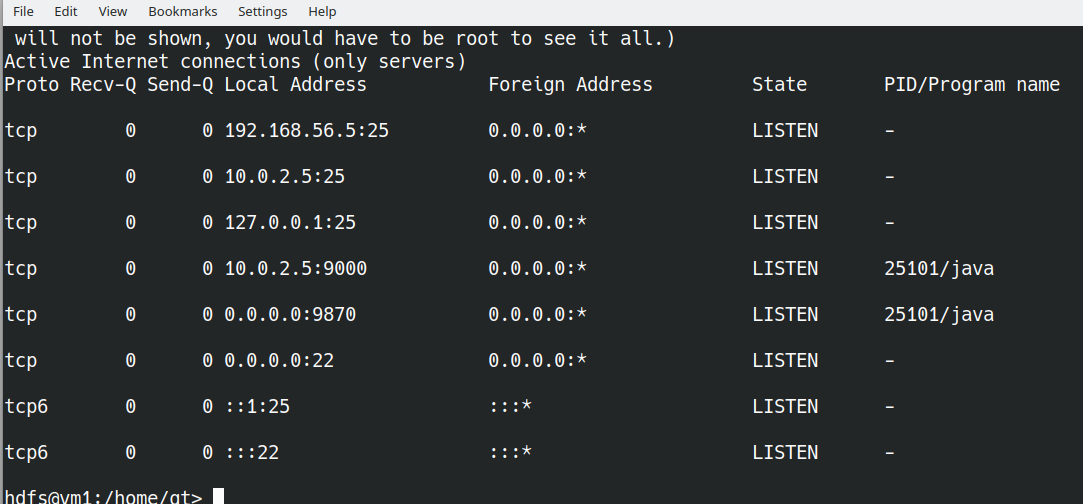 File Edit View Bookmarks Settings Help
will not be shown, you would have to be root to see it all.)
Active Internet connections (only servers)
Proto Recv-Q Send-Q Local Address Foreign Address State PID/Program name
tcp 0 0 192.168.56.5:25 0.0.0.0:* LISTEN -
tcp 0 0 10.0.2.5:25 0.0.0.0:* LISTEN -
tcp 0 0 127.0.0.1:25 0.0.0.0:* LISTEN -
tcp 0 0 10.0.2.5:9000 0.0.0.0:* LISTEN 25101/java
tcp 0 0 0.0.0.0:9870 0.0.0.0:* LISTEN 25101/java
tcp 0 0 0.0.0.0:22 0.0.0.0:* LISTEN -
tcp6 0 0 ::1:25 :::* LISTEN -
tcp6 0 0 :::22 :::* LISTEN -
hdfs@vm1:/home/gt>